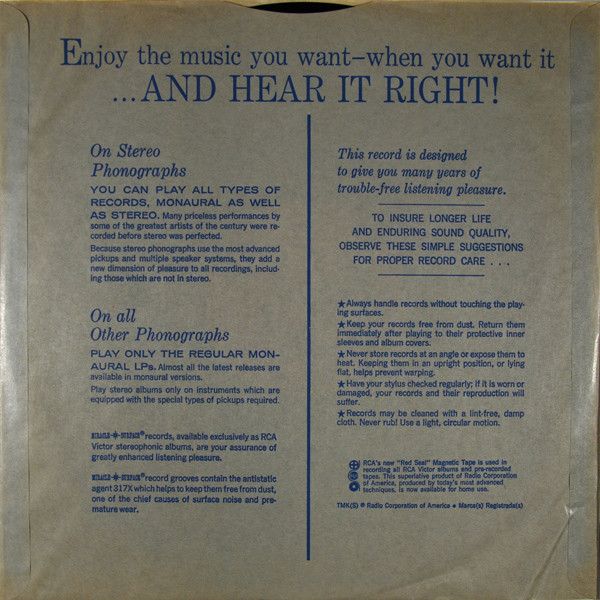 Enjoy the music you want—when you want it
...AND HEAR IT RIGHT!
On Stereo
Phonographs
YOU CAN PLAY ALL TYPES OF
RECORDS, MONAURAL AS WELL
AS STEREO. Many priceless performances by
some of the greatest artists of the century were re-
corded before stereo was perfected.
Because stereo phonographs use the most advanced
pickups and multiple speaker systems, they add a
new dimension of pleasure to all recordings, includ-
ing those which are not in stereo.
On all
Other Phonographs
PLAY ONLY THE REGULAR MON-
AURAL LPs. Almost all the latest releases are
available in monaural versions.
Play stereo albums only on instruments which are
equipped with the special types of pickups required.
MIRACLE ★ SURFACE® records, available exclusively as RCA
Victor stereophonic albums, are your assurance of
greatly enhanced listening pleasure.
MIRACLE ★ SURFACE® record grooves contain the antistatic
agent 317X which helps to keep them free from dust,
one of the chief causes of surface noise and pre-
mature wear.
This record is designed
to give you many years of
trouble-free listening pleasure.
TO INSURE LONGER LIFE
AND ENDURING SOUND QUALITY,
OBSERVE THESE SIMPLE SUGGESTIONS
FOR PROPER RECORD CARE . . .
★Always handle records without touching the play-
ing surfaces.
★Keep your records free from dust. Return them
immediately after playing to their protective inner
sleeves and album covers.
★Never store records at an angle or expose them to
heat. Keeping them in an upright position, or lying
flat, helps prevent warping.
★Have your stylus checked regularly; if it is worn or
damaged, your records and their reproduction will
suffer.
★Records may be cleaned with a lint-free, damp
cloth. Never rub! Use a light, circular motion.
RCA's new "Red Seal" Magnetic Tape is used in
recording all RCA Victor albums and pre-recorded
tapes. This superlative product of Radio Corporation
of America, produced by today's most advanced
techniques, is now available for home use.
TMK(S) ® Radio Corporation of America • Marca(s) Registrada(s)